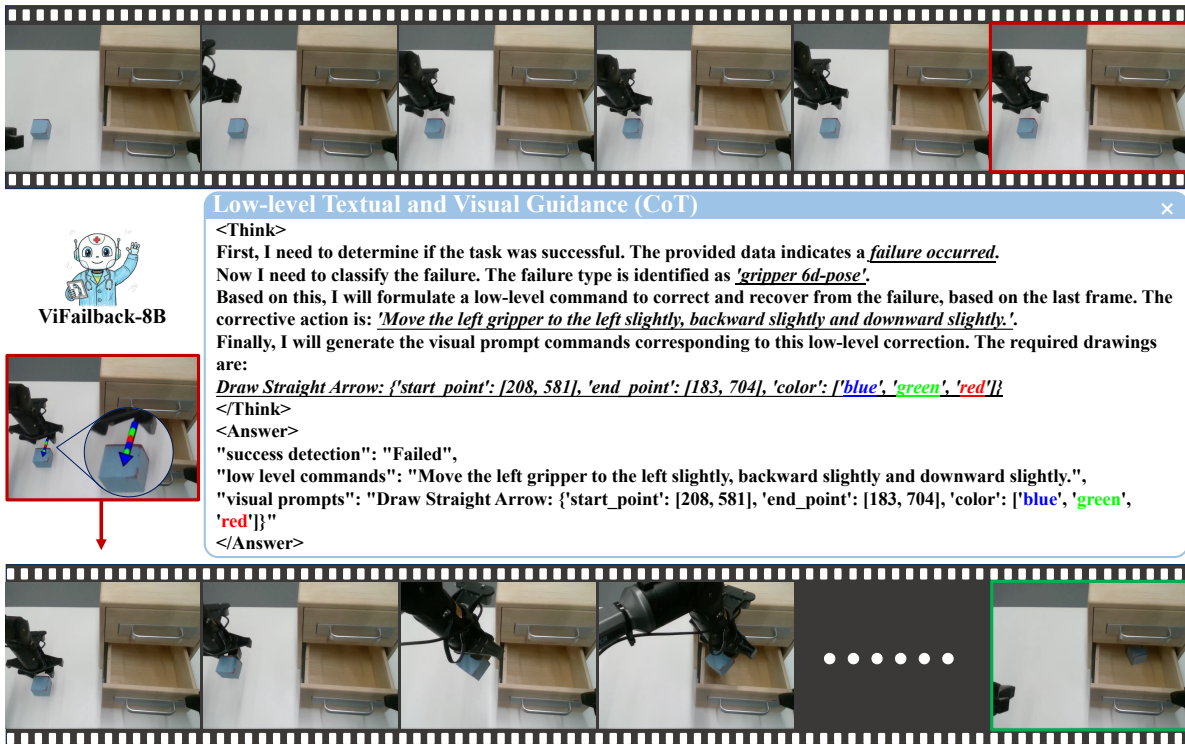 Low-level Textual and Visual Guidance (CoT)
×
<Think>
First, I need to determine if the task was successful. The provided data indicates a failure occurred.
Now I need to classify the failure. The failure type is identified as 'gripper 6d-pose'.
Based on this, I will formulate a low-level command to correct and recover from the failure, based on the last frame. The
corrective action is: 'Move the left gripper to the left slightly, backward slightly and downward slightly.'.
Finally, I will generate the visual prompt commands corresponding to this low-level correction. The required drawings
are:
Draw Straight Arrow: {'start_point': [208, 581], 'end_point': [183, 704], 'color': ['blue', 'green', 'red']}
</Think>
<Answer>
"success detection": "Failed",
"low level commands": "Move the left gripper to the left slightly, backward slightly and downward slightly.",
"visual prompts": "Draw Straight Arrow: {'start_point': [208, 581], 'end_point': [183, 704], 'color': ['blue', 'green',
'red']}"
</Answer>
ViFailback-8B